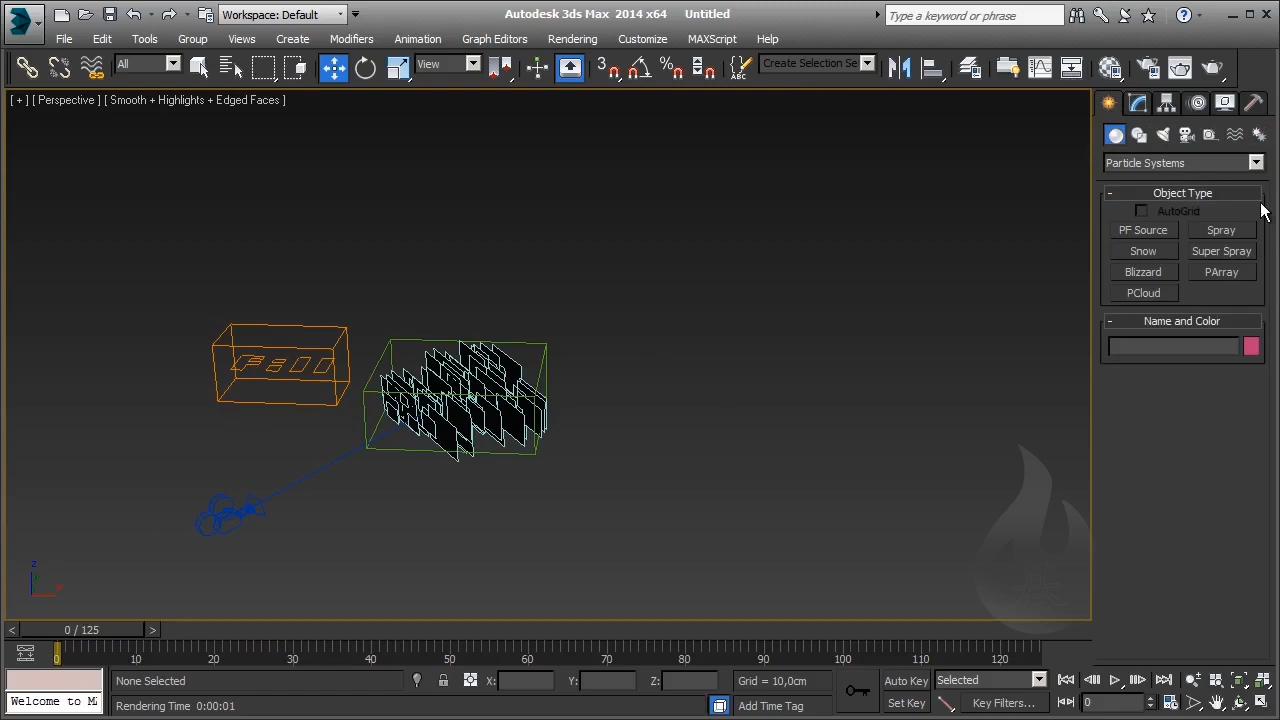 Workspace: Default
Autodesk 3ds Max 2014 x64 Untitled
Type a keyword or phrase
File Edit Tools Group Views Create Modifiers Animation Graph Editors Rendering Customize MAXScript Help
All
View
3
%
ABC
Create Selection Se
[ + ] [ Perspective ] [ Smooth + Highlights + Edged Faces ]
Particle Systems
- Object Type
AutoGrid
PF Source Spray
Snow Super Spray
Blizzard PArray
PCloud
- Name and Color
z
< 0 / 125 >
0 10 20 30 40 50 60 70 80 90 100 110 120
None Selected X: Y: Z: Grid = 10,0cm Auto Key Selected
Welcome to M Rendering Time 0:00:01 Add Time Tag Set Key Key Filters... 0